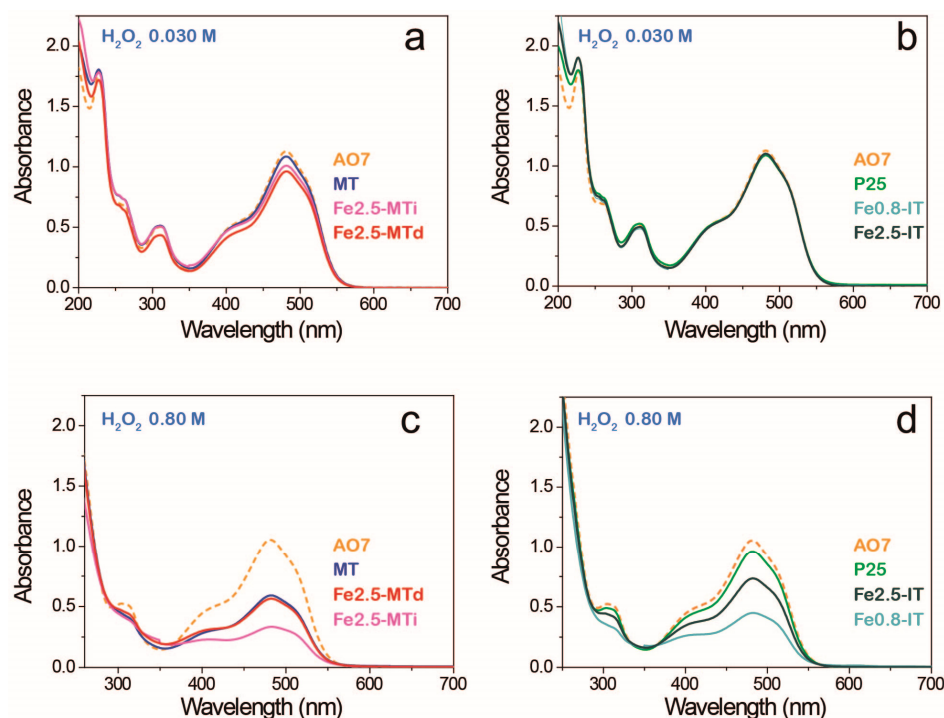 H₂O₂ 0.030 M
a
2.0
1.5
1.0
0.5
0.0
Absorbance
AO7
MT
Fe2.5-MTi
Fe2.5-MTd
200 300 400 500 600 700
Wavelength (nm)
H₂O₂ 0.030 M
b
2.0
1.5
1.0
0.5
0.0
Absorbance
AO7
P25
Fe0.8-IT
Fe2.5-IT
200 300 400 500 600 700
Wavelength (nm)
H₂O₂ 0.80 M
c
2.0
1.5
1.0
0.5
0.0
Absorbance
AO7
MT
Fe2.5-MTd
Fe2.5-MTi
300 400 500 600 700
Wavelength (nm)
H₂O₂ 0.80 M
d
2.0
1.5
1.0
0.5
0.0
Absorbance
AO7
P25
Fe2.5-IT
Fe0.8-IT
300 400 500 600 700
Wavelength (nm)